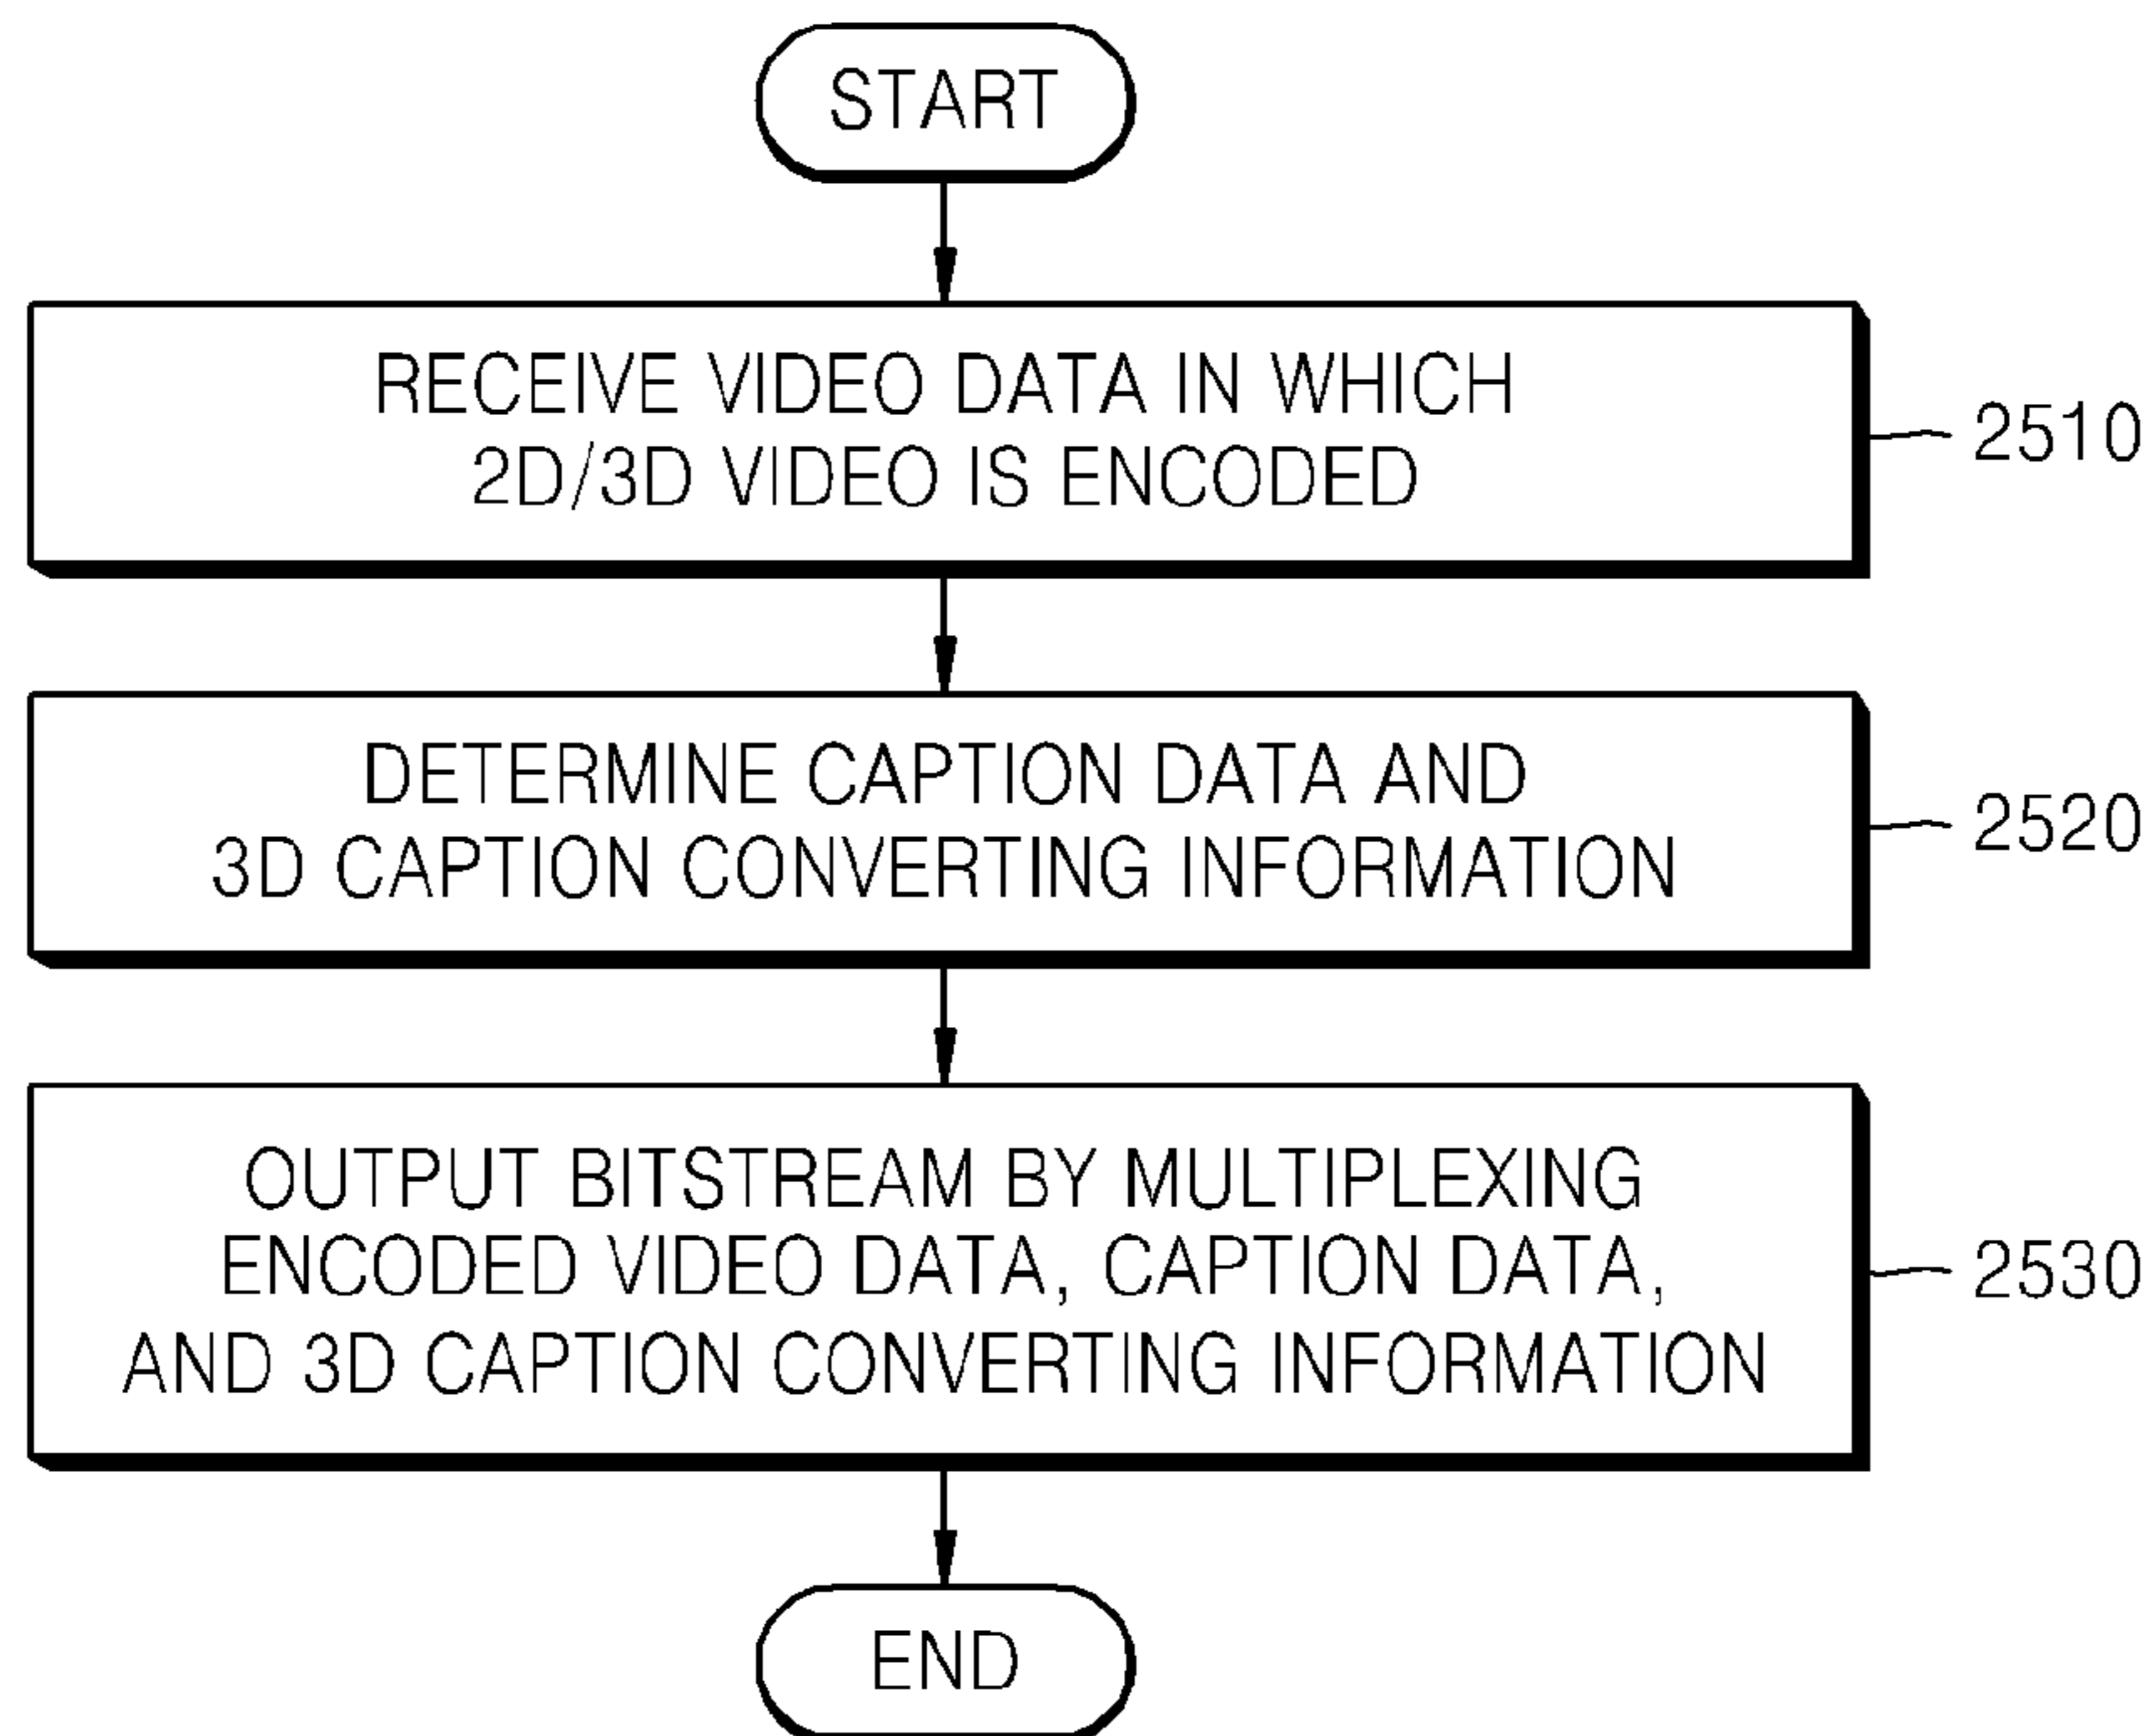 START
RECEIVE VIDEO DATA IN WHICH
2D/3D VIDEO IS ENCODED
2510
DETERMINE CAPTION DATA AND
3D CAPTION CONVERTING INFORMATION
2520
OUTPUT BITSTREAM BY MULTIPLEXING
ENCODED VIDEO DATA, CAPTION DATA,
AND 3D CAPTION CONVERTING INFORMATION
2530
END